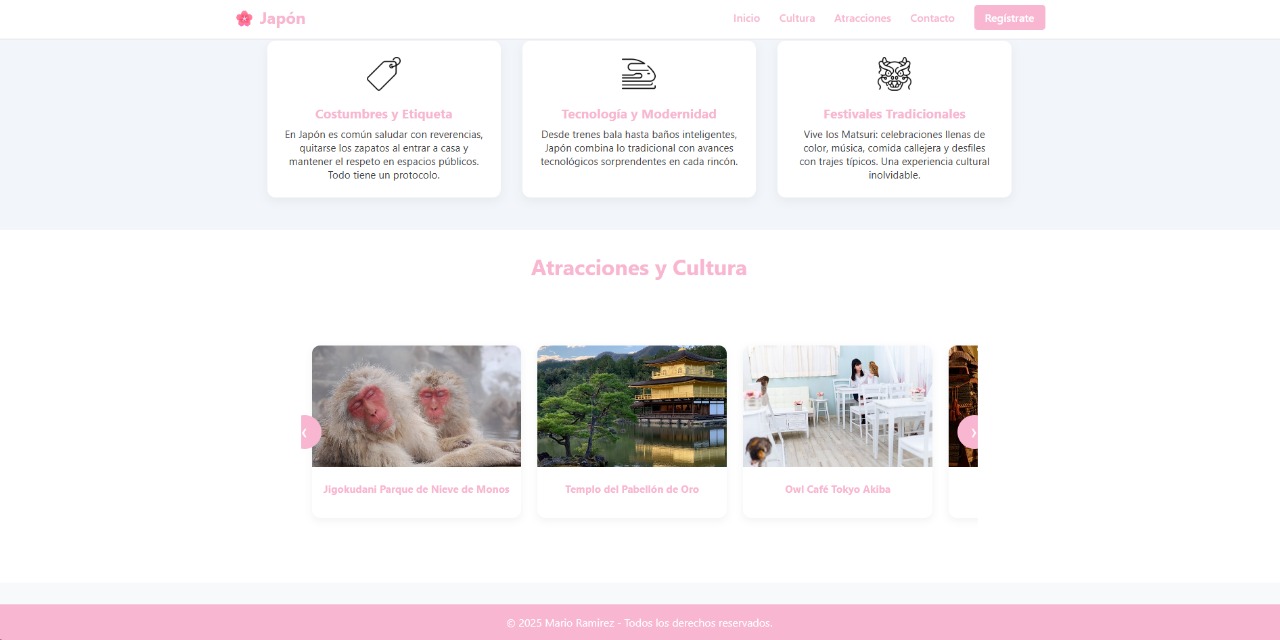 Japón
Inicio Cultura Atracciones Contacto Regístrate
Costumbres y Etiqueta
En Japón es común saludar con reverencias,
quitarse los zapatos al entrar a casa y
mantener el respeto en espacios públicos.
Todo tiene un protocolo.
Tecnología y Modernidad
Desde trenes bala hasta baños inteligentes,
Japón combina lo tradicional con avances
tecnológicos sorprendentes en cada rincón.
Festivales Tradicionales
Vive los Matsuri: celebraciones llenas de
color, música, comida callejera y desfiles
con trajes típicos. Una experiencia cultural
inolvidable.
Atracciones y Cultura
Jigokudani Parque de Nieve de Monos
Templo del Pabellón de Oro
Owl Café Tokyo Akiba
© 2025 Mario Ramirez - Todos los derechos reservados.